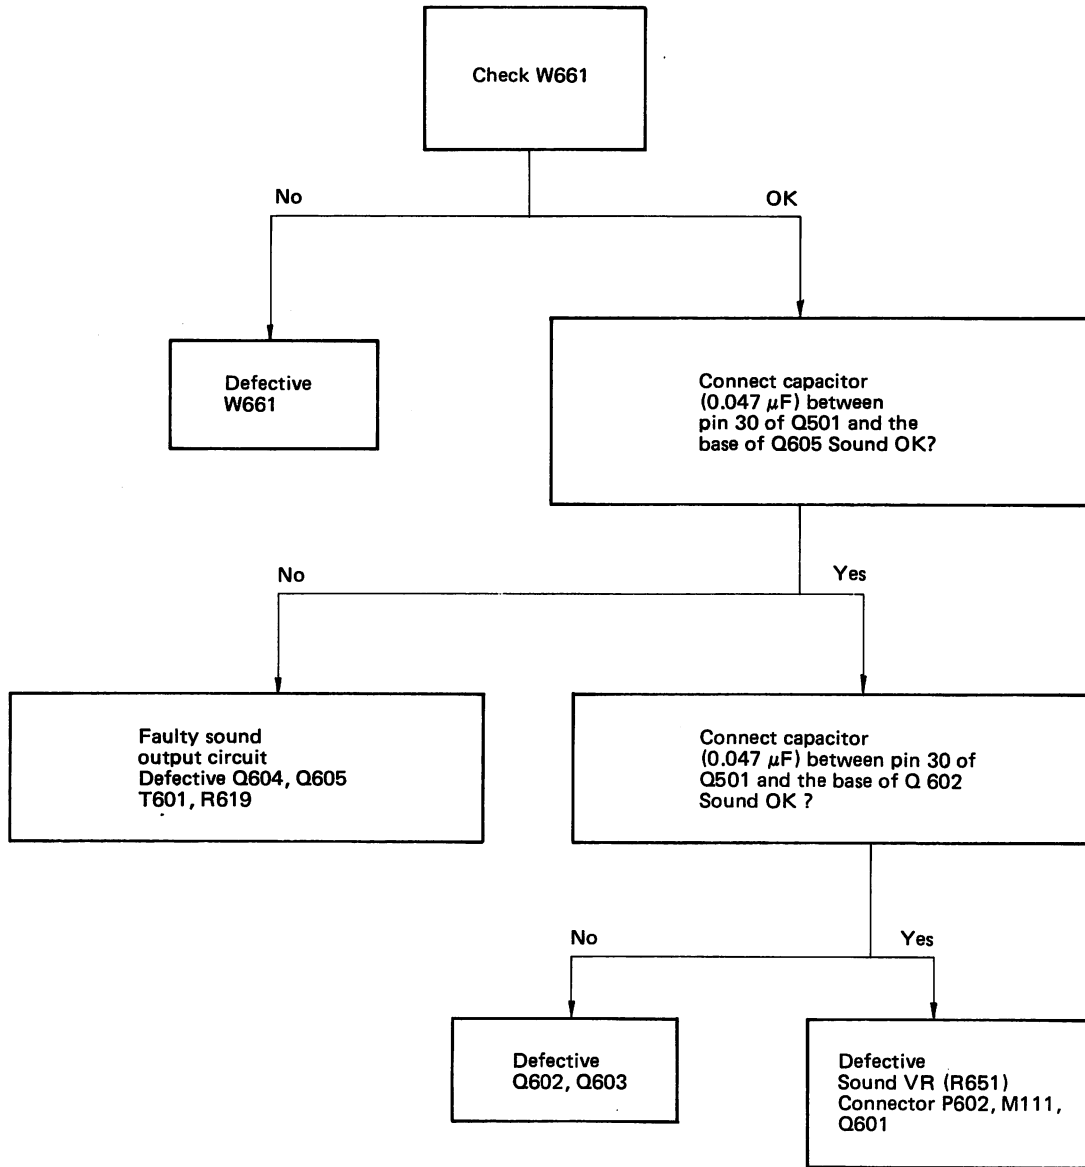 Check W661
No
OK
Defective
W661
Connect capacitor
(0.047 μF) between
pin 30 of Q501 and the
base of Q605 Sound OK?
No
Yes
Faulty sound
output circuit
Defective Q604, Q605
T601, R619
Connect capacitor
(0.047 μF) between pin 30 of
Q501 and the base of Q 602
Sound OK ?
No
Yes
Defective
Q602, Q603
Defective
Sound VR (R651)
Connector P602, M111,
Q601